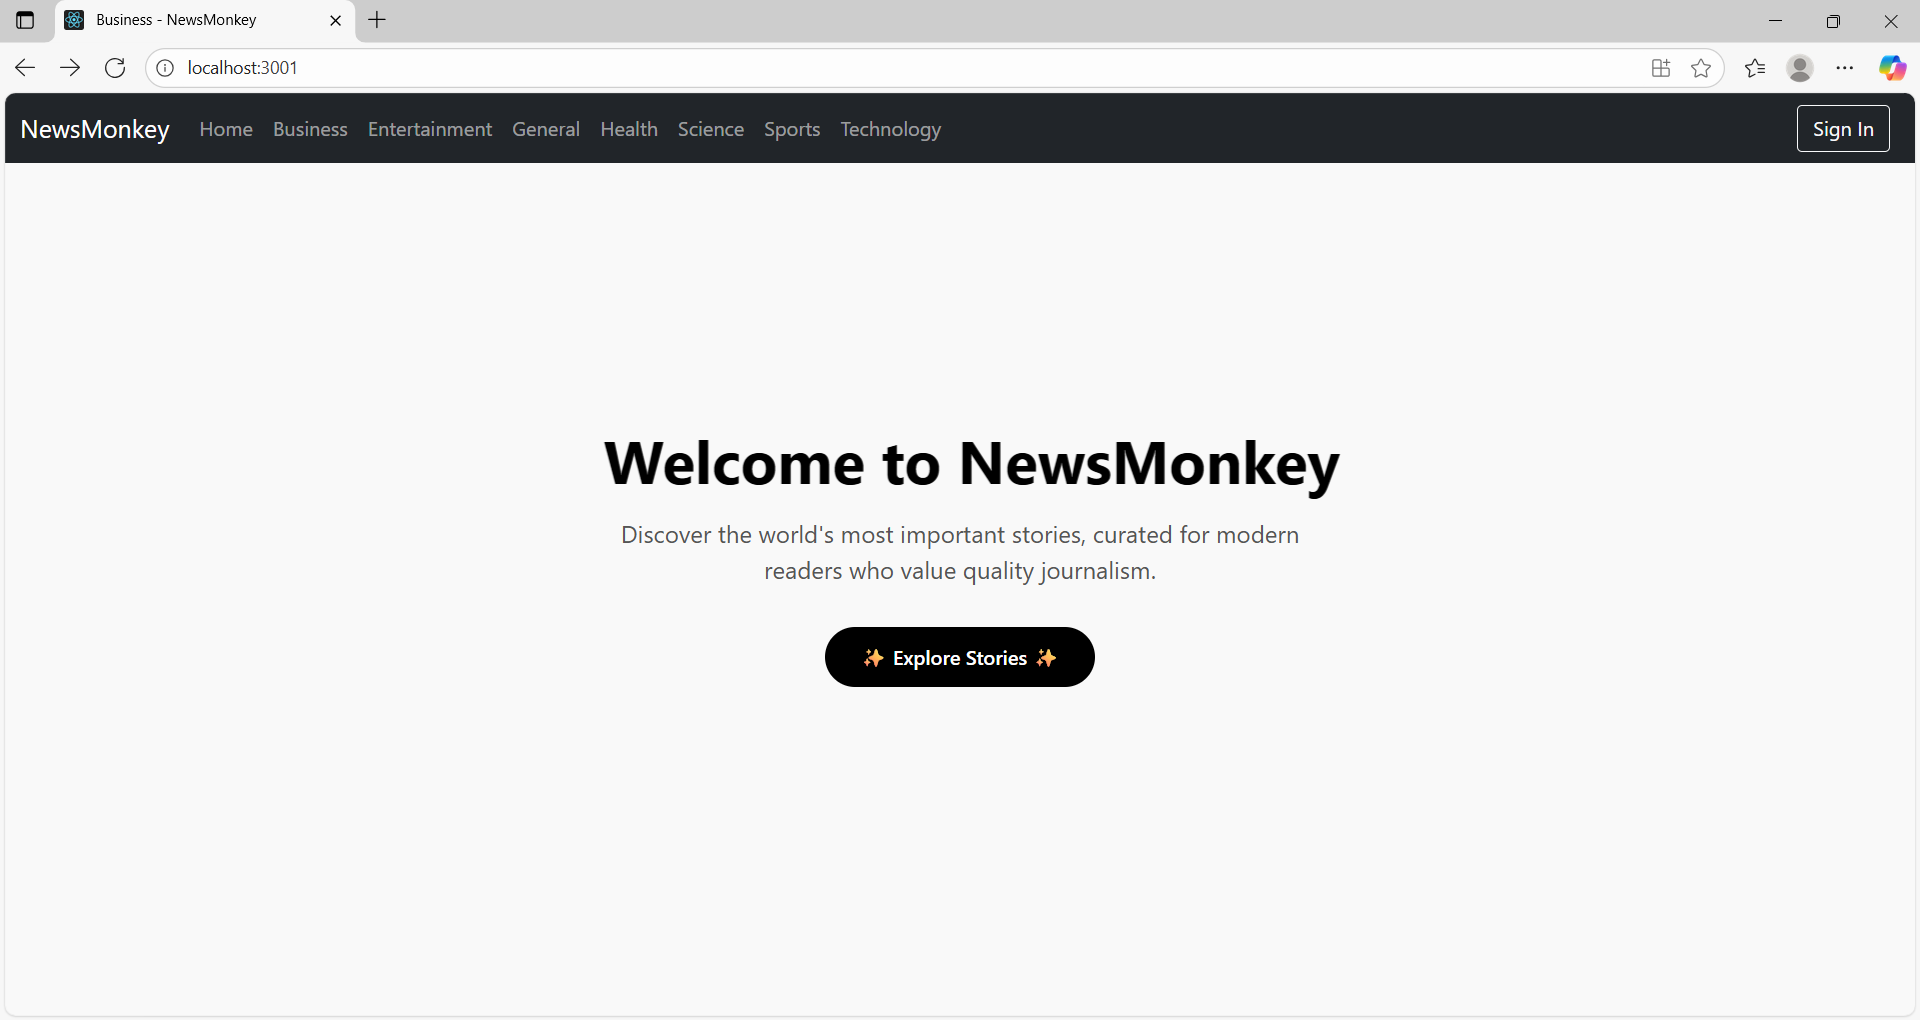 Business - NewsMonkey
localhost:3001
NewsMonkey Home Business Entertainment General Health Science Sports Technology Sign In
Welcome to NewsMonkey
Discover the world's most important stories, curated for modern
readers who value quality journalism.
✨ Explore Stories ✨